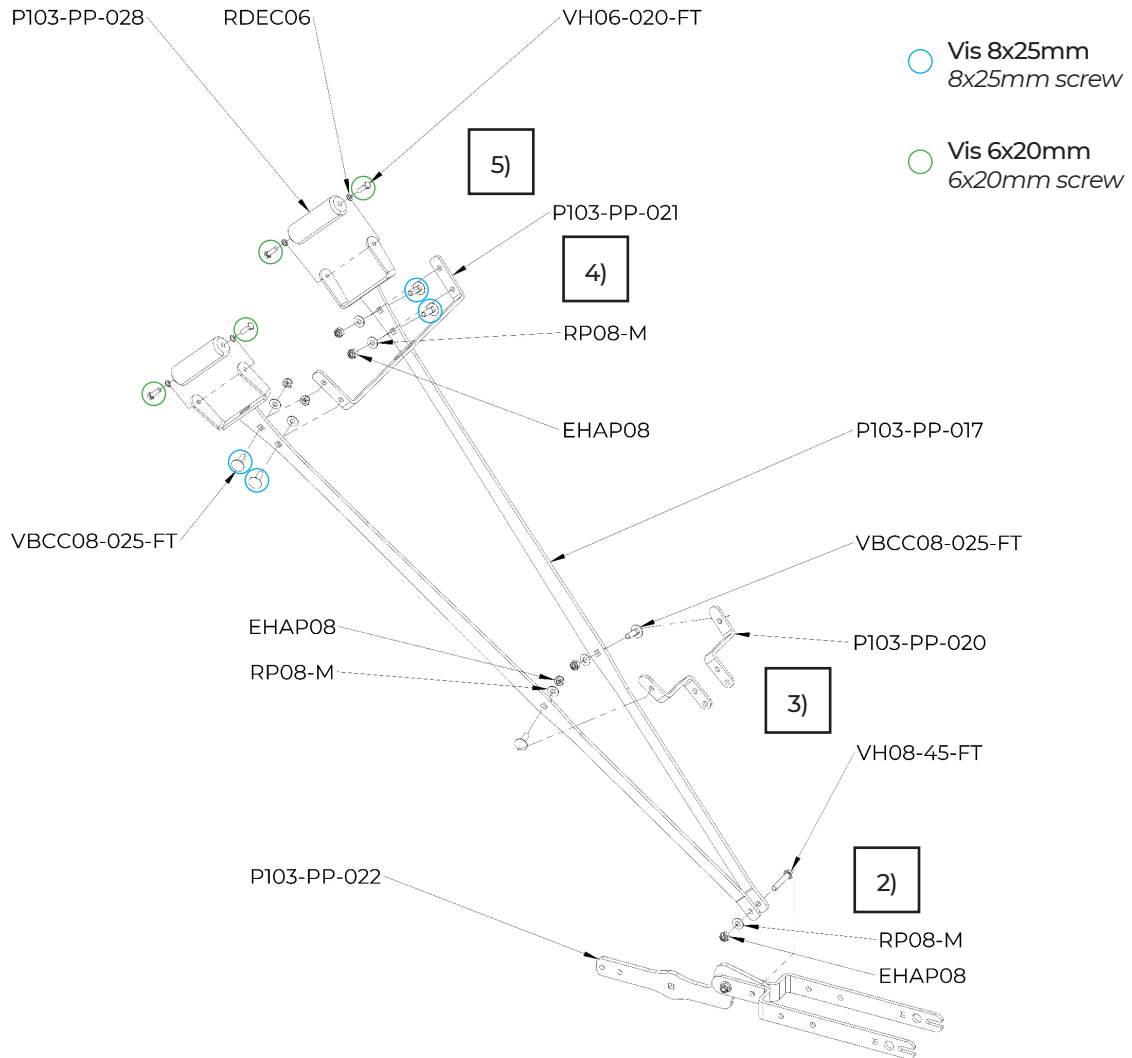 P103-PP-028
RDEC06
VH06-020-FT
Vis 8x25mm
8x25mm screw
Vis 6x20mm
6x20mm screw
5)
P103-PP-021
4)
RP08-M
EHAP08
P103-PP-017
VBCC08-025-FT
VBCC08-025-FT
EHAP08
P103-PP-020
RP08-M
3)
VH08-45-FT
2)
P103-PP-022
RP08-M
EHAP08